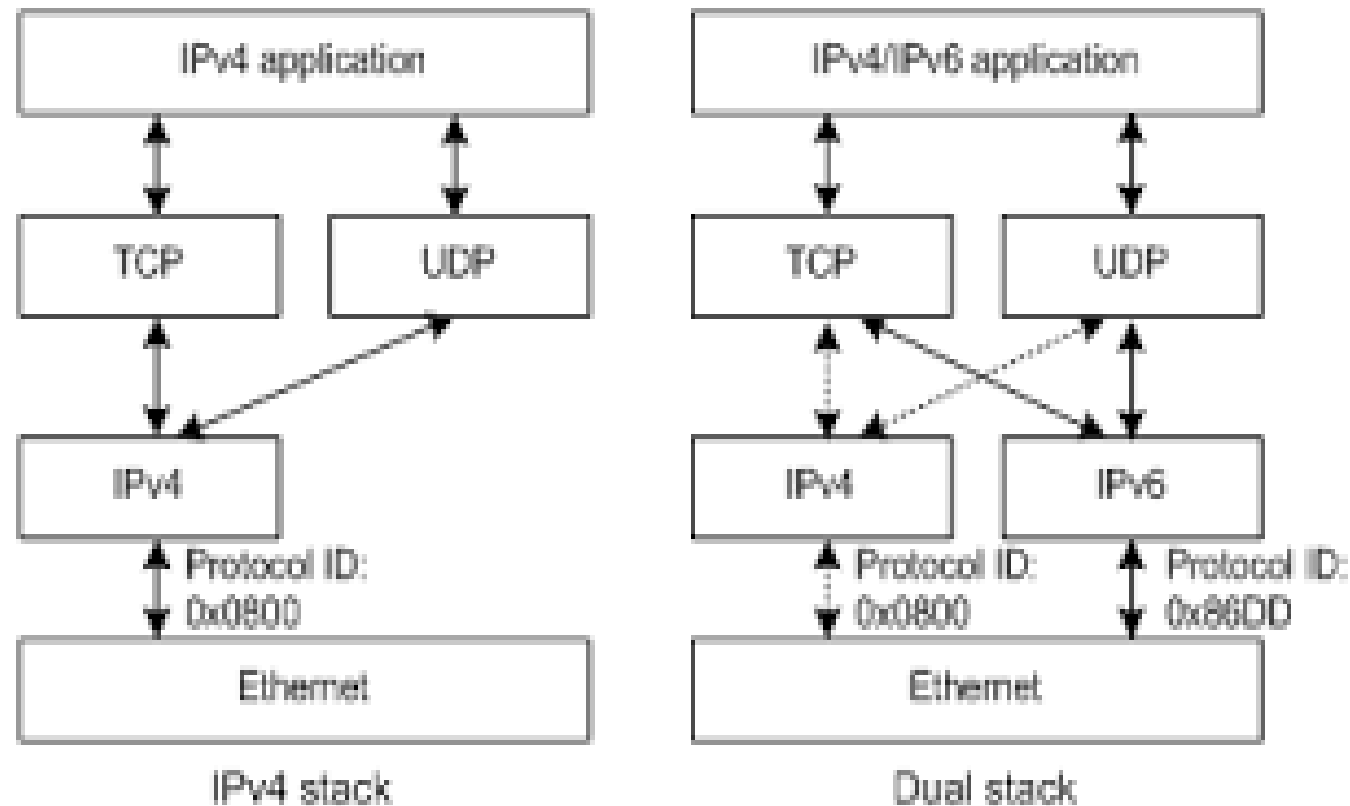 IPv4 application
TCP
UDP
IPv4
Protocol ID:
0x0800
Ethernet
IPv4 stack
IPv4/IPv6 application
TCP
UDP
IPv4
IPv6
Protocol ID:
0x0800
Protocol ID:
0x86DD
Ethernet
Dual stack